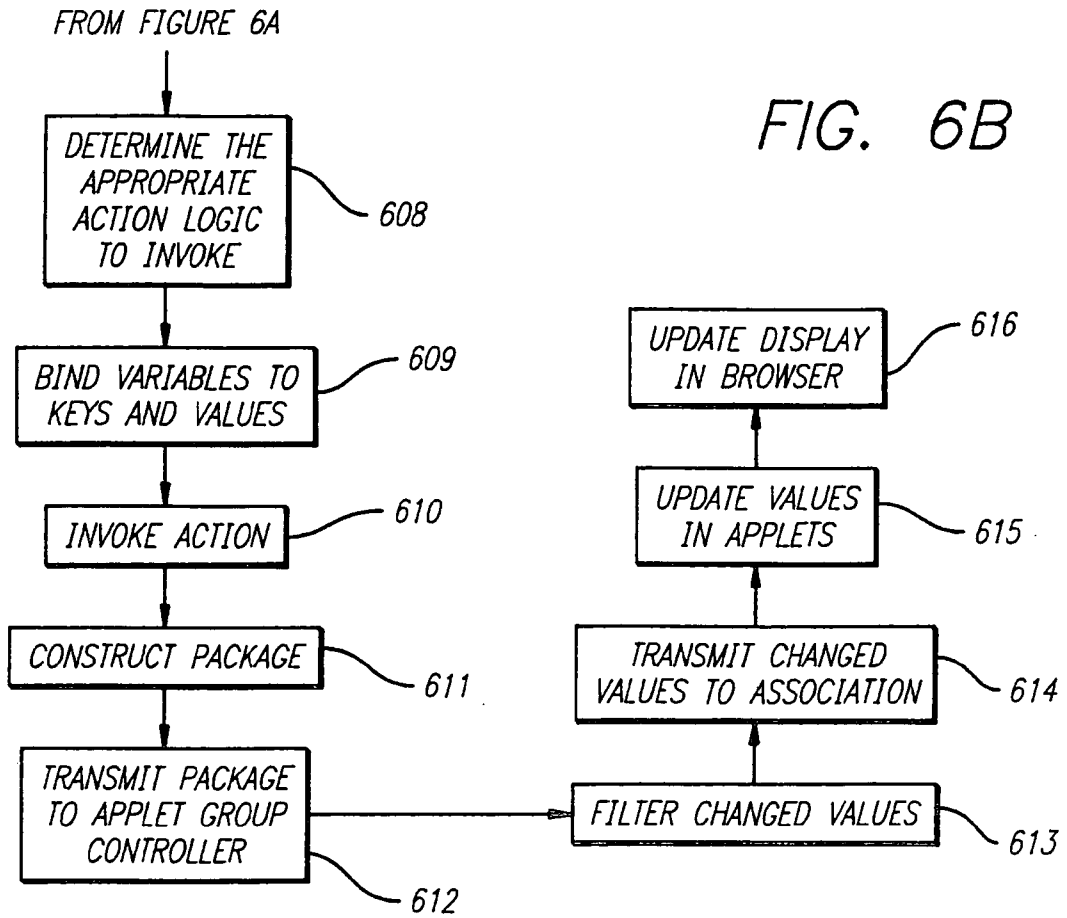 FROM FIGURE 6A
FIG. 6B
DETERMINE THE
APPROPRIATE
ACTION LOGIC
TO INVOKE
608
BIND VARIABLES TO
KEYS AND VALUES
609
INVOKE ACTION
610
CONSTRUCT PACKAGE
611
TRANSMIT PACKAGE
TO APPLET GROUP
CONTROLLER
612
FILTER CHANGED VALUES
613
TRANSMIT CHANGED
VALUES TO ASSOCIATION
614
UPDATE VALUES
IN APPLETS
615
UPDATE DISPLAY
IN BROWSER
616